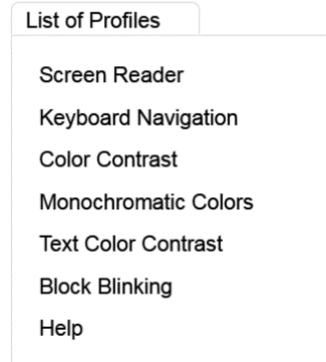 List of Profiles
Screen Reader
Keyboard Navigation
Color Contrast
Monochromatic Colors
Text Color Contrast
Block Blinking
Help